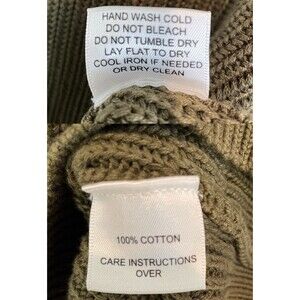 HAND WASH COLD
DO NOT BLEACH
DO NOT TUMBLE DRY
LAY FLAT TO DRY
COOL IRON IF NEEDED
OR DRY CLEAN
100% COTTON
CARE INSTRUCTIONS
OVER